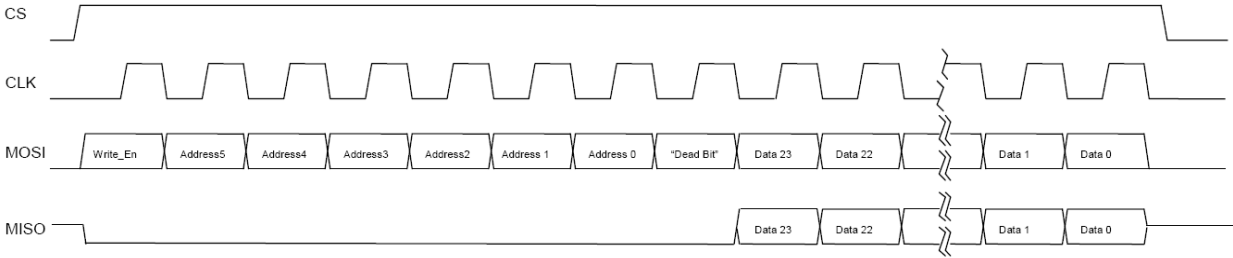 CS
CLK
MOSI Write_En Address5 Address4 Address3 Address2 Address 1 Address 0 "Dead Bit" Data 23 Data 22 Data 1 Data 0
MISO Data 23 Data 22 Data 1 Data 0